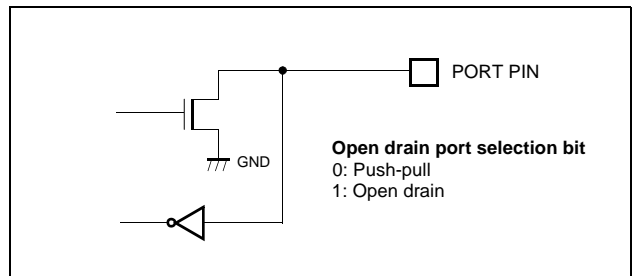 PORT PIN
GND
Open drain port selection bit
0: Push-pull
1: Open drain